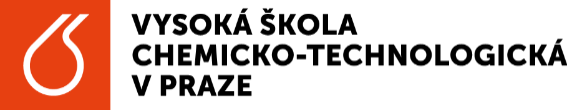 VYSOKÁ ŠKOLA
CHEMICKO-TECHNOLOGICKÁ
V PRAZE